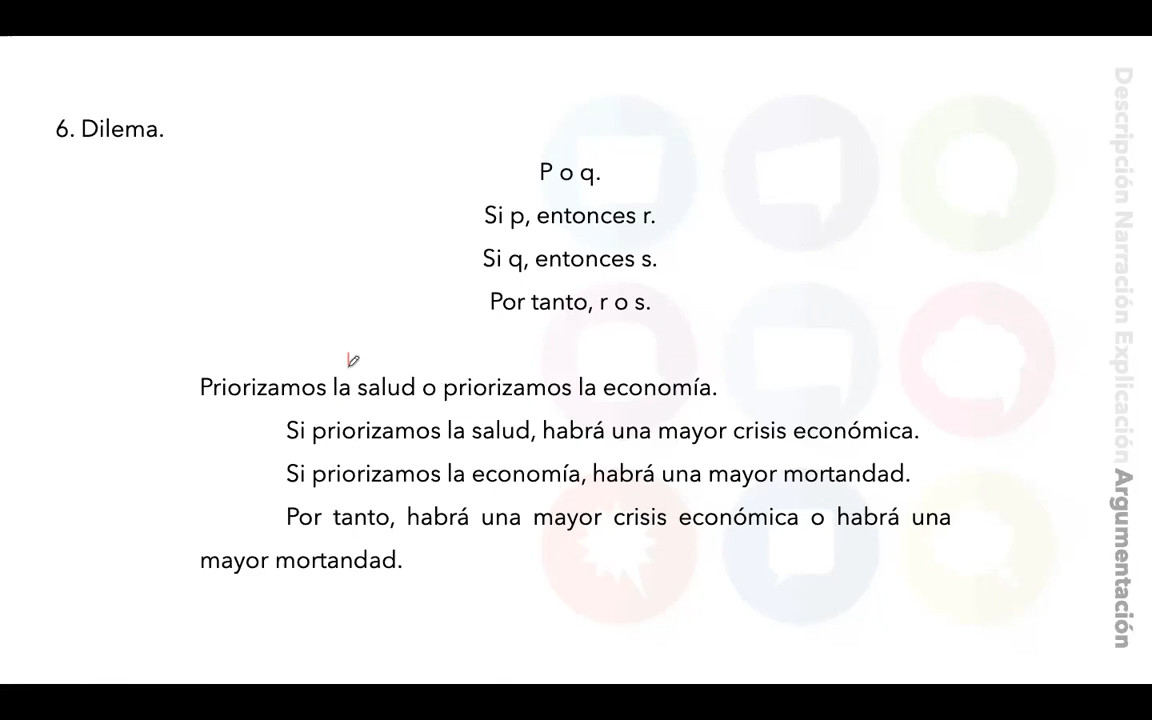 6. Dilema.
P o q.
Si p, entonces r.
Si q, entonces s.
Por tanto, r o s.
Priorizamos la salud o priorizamos la economía.
Si priorizamos la salud, habrá una mayor crisis económica.
Si priorizamos la economía, habrá una mayor mortandad.
Por tanto, habrá una mayor crisis económica o habrá una
mayor mortandad.
Descripción Narración Explicación Argumentación